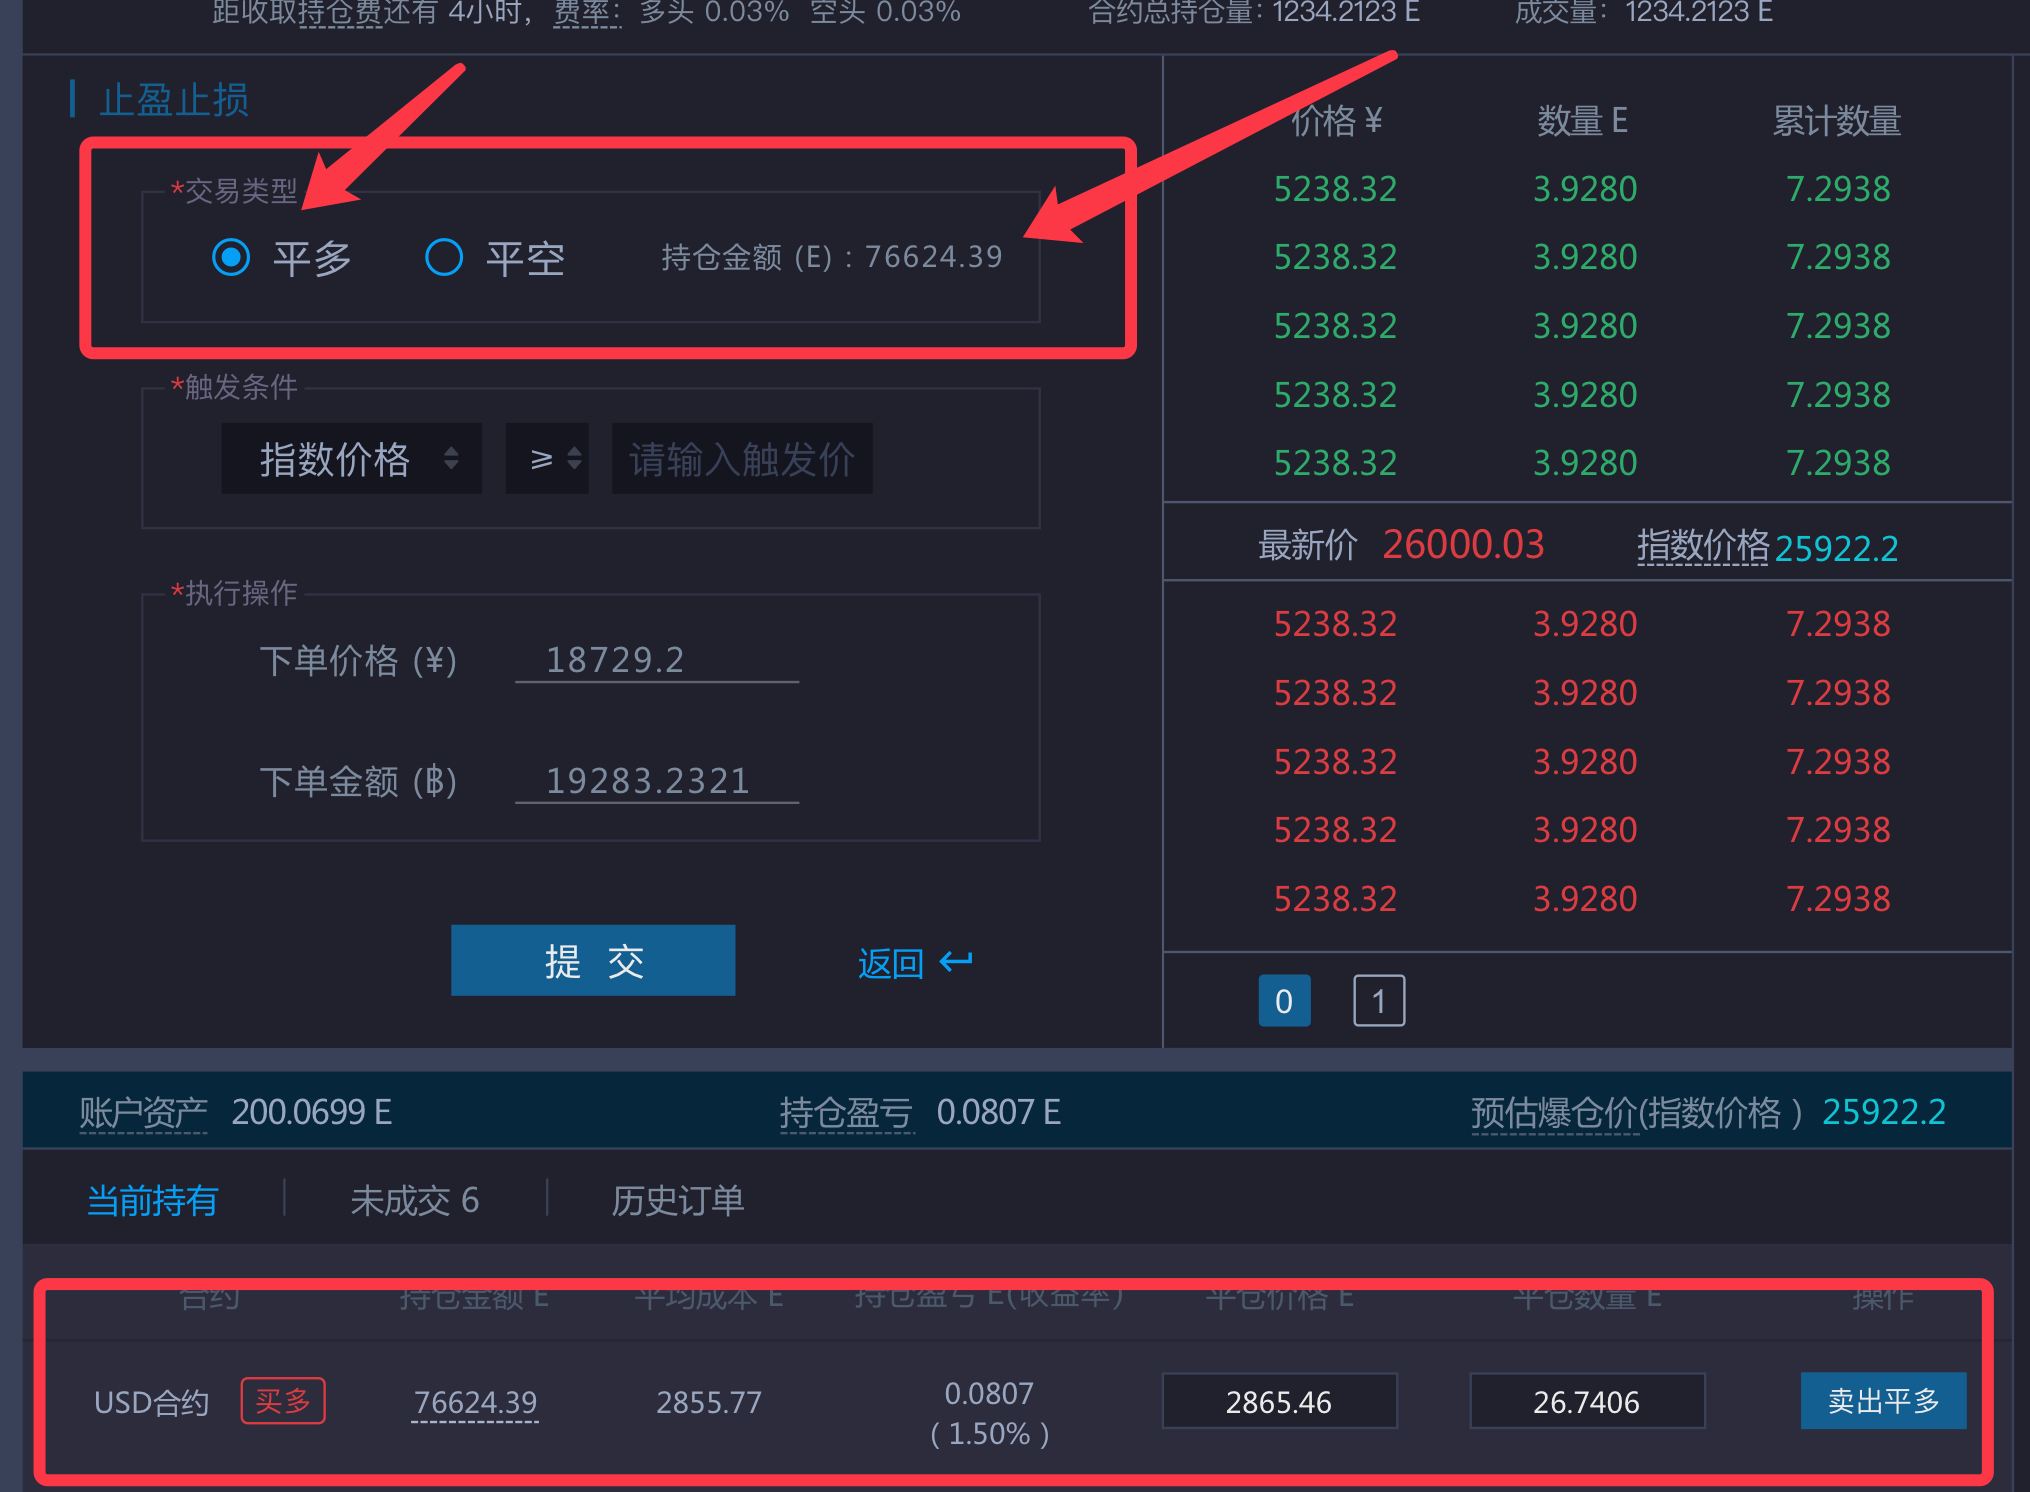 距收取持仓费还有 4小时, 费率: 多头 0.03% 空头 0.03% 合约总持仓量: 1234.2123 E 成交量: 1234.2123 E
止盈止损
*交易类型
平多 平空 持仓金额 (E) : 76624.39
*触发条件
指数价格 ≥ 请输入触发价
*执行操作
下单价格 (¥) 18729.2
下单金额 (฿) 19283.2321
提 交 返回
价格 ¥ 数量 E 累计数量
5238.32 3.9280 7.2938
5238.32 3.9280 7.2938
5238.32 3.9280 7.2938
5238.32 3.9280 7.2938
5238.32 3.9280 7.2938
最新价 26000.03 指数价格 25922.2
5238.32 3.9280 7.2938
5238.32 3.9280 7.2938
5238.32 3.9280 7.2938
5238.32 3.9280 7.2938
5238.32 3.9280 7.2938
0 1
账户资产 200.0699 E 持仓盈亏 0.0807 E 预估爆仓价(指数价格 ) 25922.2
当前持有 未成交 6 历史订单
合约 持仓金额 E 平均成本 E 持仓盈亏 E(收益率) 平仓价格 E 平仓数量 E 操作
USD合约 买多 76624.39 2855.77 0.0807 2865.46 26.7406 卖出平多
( 1.50% )